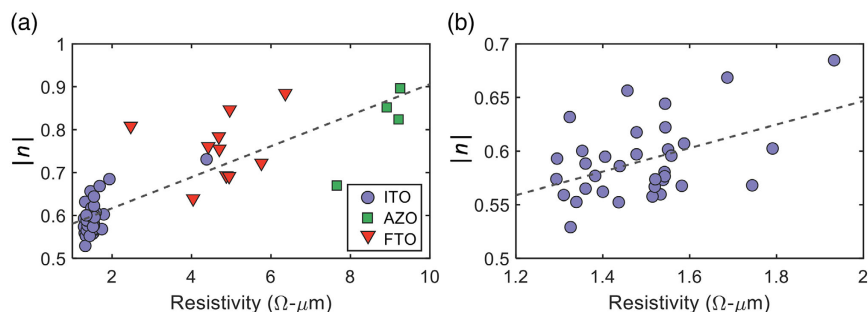 (a)
1
0.9
0.8
0.7
0.6
0.5
|n|
2
4
6
8
10
Resistivity (Ω-μm)
ITO
AZO
FTO
(b)
0.7
0.65
0.6
0.55
0.5
|n|
1.2
1.4
1.6
1.8
2
Resistivity (Ω-μm)